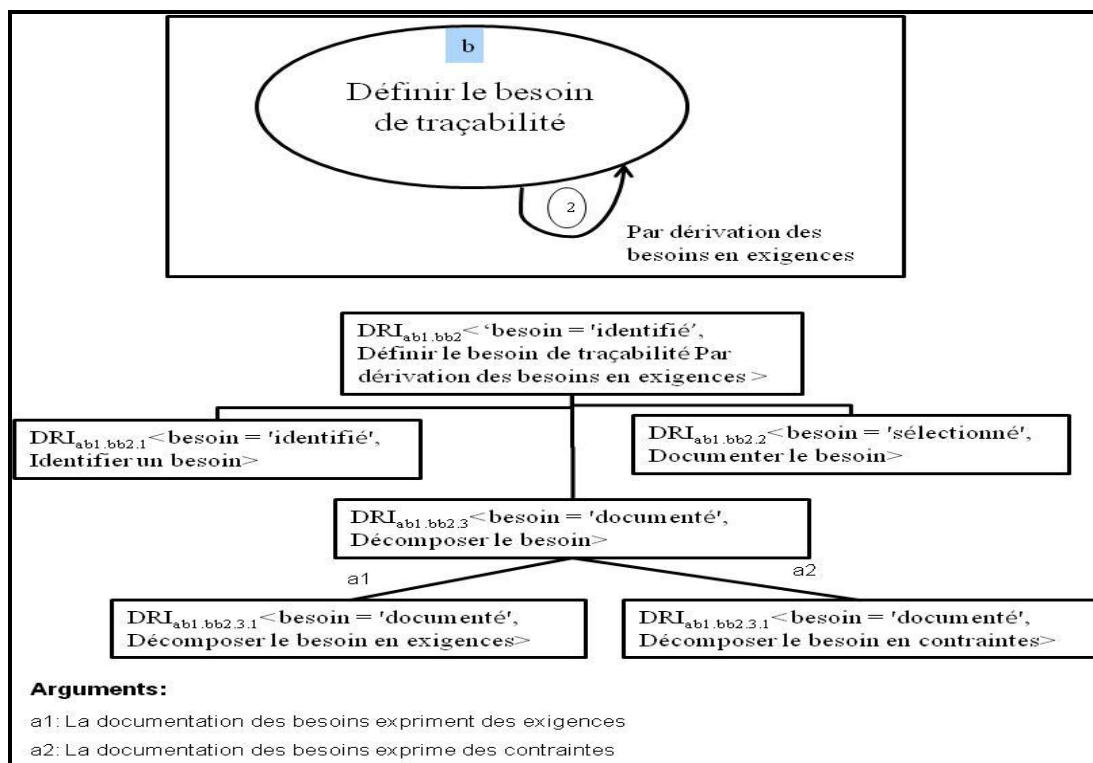 b
Définir le besoin
de traçabilité
2
Par dérivation des
besoins en exigences
DRIab1.bb2< ‘besoin = 'identifié',
Définir le besoin de traçabilité Par
dérivation des besoins en exigences >
DRIab1.bb2.1<besoin = 'identifié',
Identifier un besoin>
DRIab1.bb2.2<besoin = 'sélectionné',
Documenter le besoin>
DRIab1.bb2.3<besoin = 'documenté',
Décomposer le besoin>
a1
a2
DRIab1.bb2.3.1<besoin = 'documenté',
Décomposer le besoin en exigences>
DRIab1.bb2.3.1<besoin = 'documenté',
Décomposer le besoin en contraintes>
Arguments:
a1: La documentation des besoins expriment des exigences
a2: La documentation des besoins exprime des contraintes